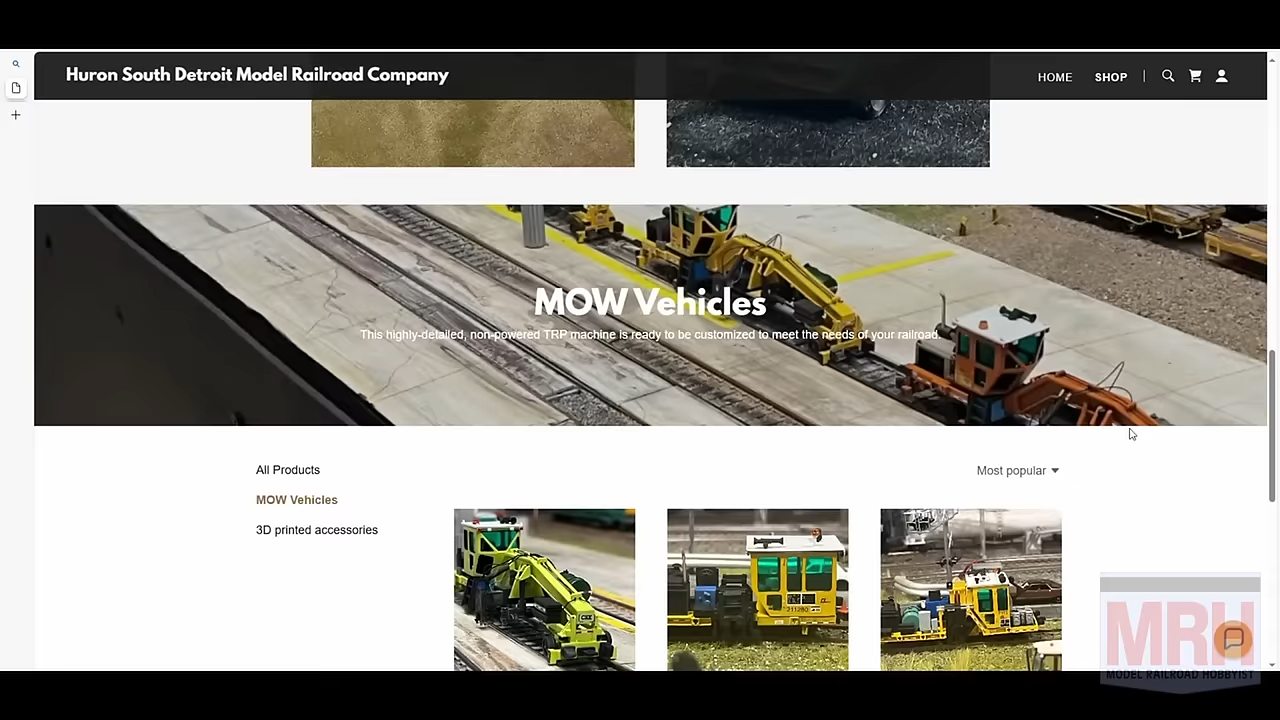 Huron South Detroit Model Railroad Company
HOME
SHOP
MOW Vehicles
This highly-detailed, non-powered TRP machine is ready to be customized to meet the needs of your railroad.
All Products
Most popular
MOW Vehicles
3D printed accessories
MRH
MODEL RAILROAD HOBBYIST